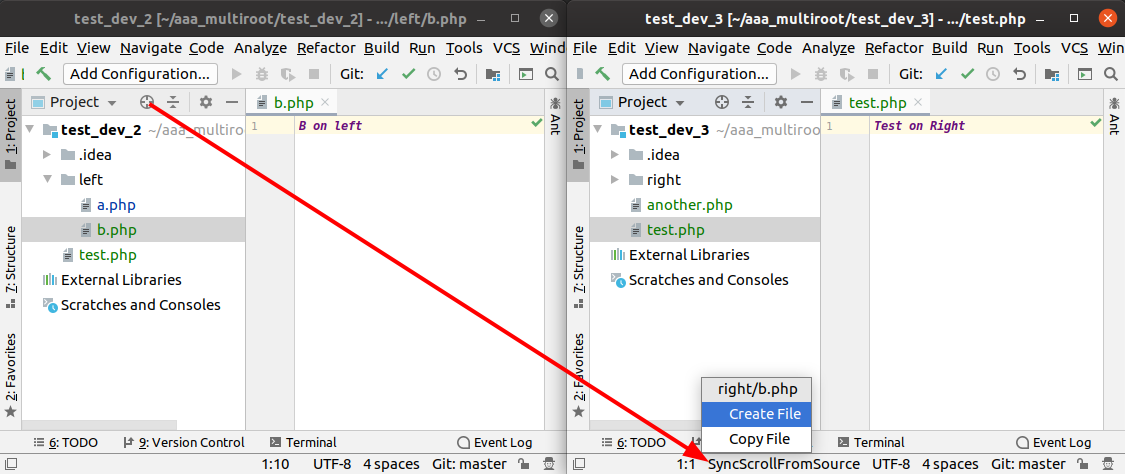 test_dev_2 [~/aaa_multiroot/test_dev_2] - .../left/b.php
File Edit View Navigate Code Analyze Refactor Build Run Tools VCS Wind
Add Configuration... Git:
1: Project
7: Structure
2: Favorites
Project
test_dev_2 ~/aaa_multiroo
.idea
left
a.php
b.php
test.php
External Libraries
Scratches and Consoles
b.php
1 B on left
Ant
6: TODO 9: Version Control Terminal Event Log
1:10 UTF-8 4 spaces Git: master
test_dev_3 [~/aaa_multiroot/test_dev_3] - .../test.php
File Edit View Navigate Code Analyze Refactor Build Run Tools VCS Wind
Add Configuration... Git:
1: Project
7: Structure
2: Favorites
Project
test_dev_3 ~/aaa_multiroo
.idea
right
another.php
test.php
External Libraries
Scratches and Consoles
test.php
1 Test on Right
Ant
right/b.php
Create File
Copy File
6: TODO Terminal Event Log
1:1 SyncScrollFromSource UTF-8 4 spaces Git: master